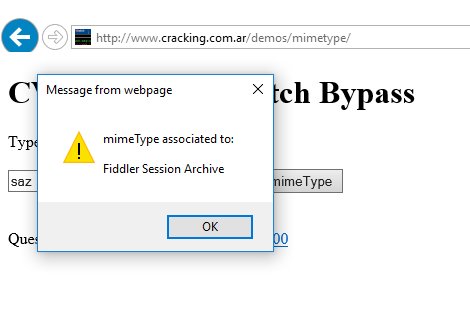 http://www.cracking.com.ar/demos/mimetype/
CV tch Bypass
Message from webpage
Type
mimeType associated to:
Fiddler Session Archive
saz mimeType
OK
Ques 00